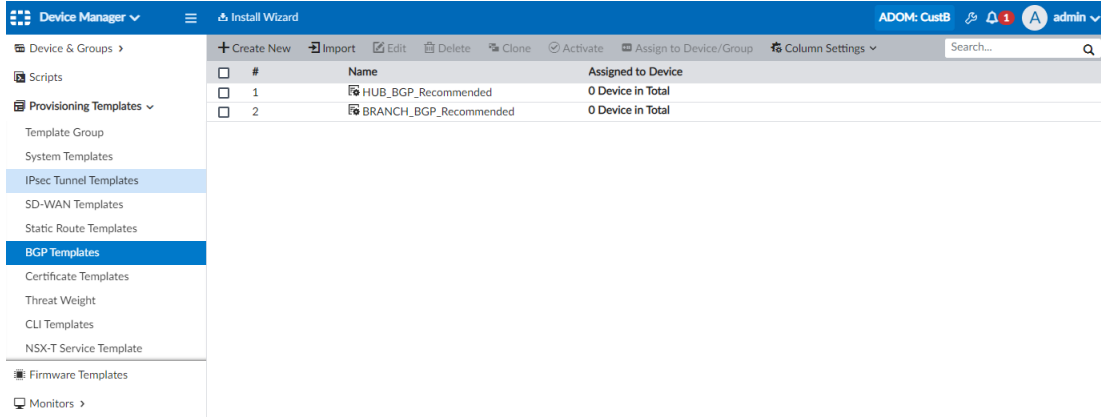 Device Manager Install Wizard ADOM: CustB 1 A admin
Device & Groups Create New Import Edit Delete Clone Activate Assign to Device/Group Column Settings Search...
# Name Assigned to Device
Scripts
1 HUB_BGP_Recommended 0 Device in Total
Provisioning Templates
2 BRANCH_BGP_Recommended 0 Device in Total
Template Group
System Templates
IPsec Tunnel Templates
SD-WAN Templates
Static Route Templates
BGP Templates
Certificate Templates
Threat Weight
CLI Templates
NSX-T Service Template
Firmware Templates
Monitors